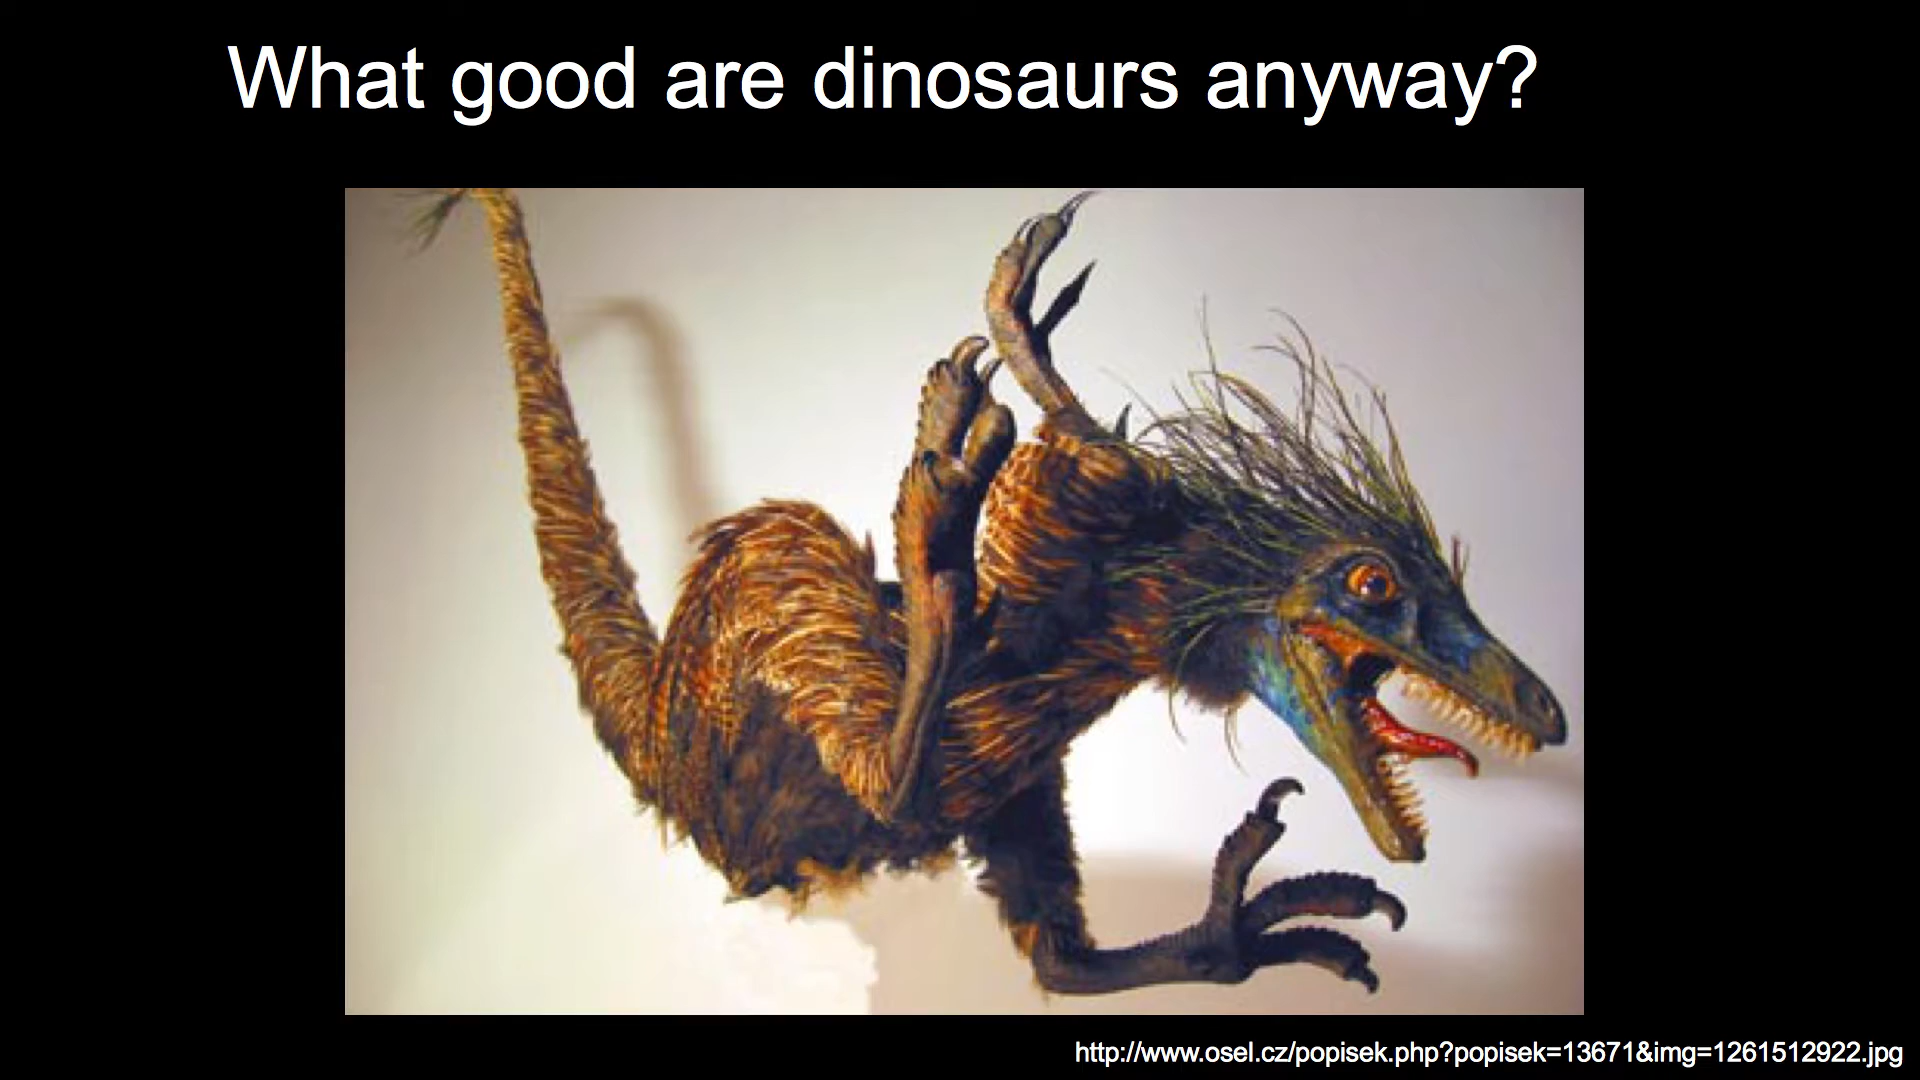 What good are dinosaurs anyway?
http://www.osel.cz/popisek.php?popisek=13671&img=1261512922.jpg